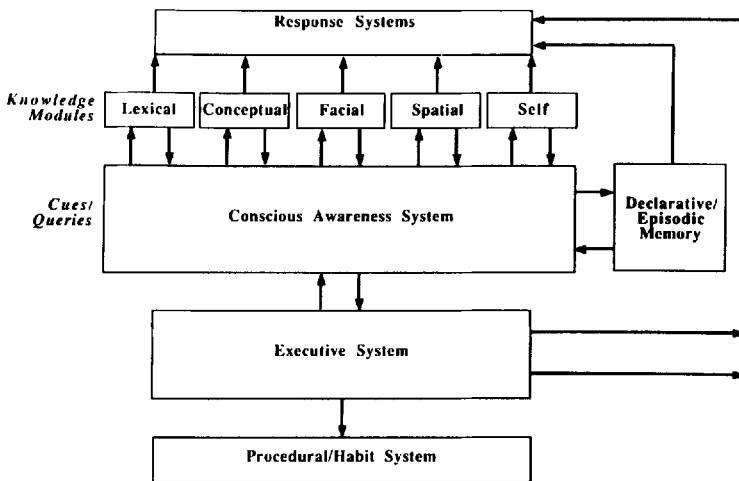 Response Systems
Knowledge
Modules
Lexical
Conceptual
Facial
Spatial
Self
Cues/
Queries
Conscious Awareness System
Declarative/
Episodic
Memory
Executive System
Procedural/Habit System